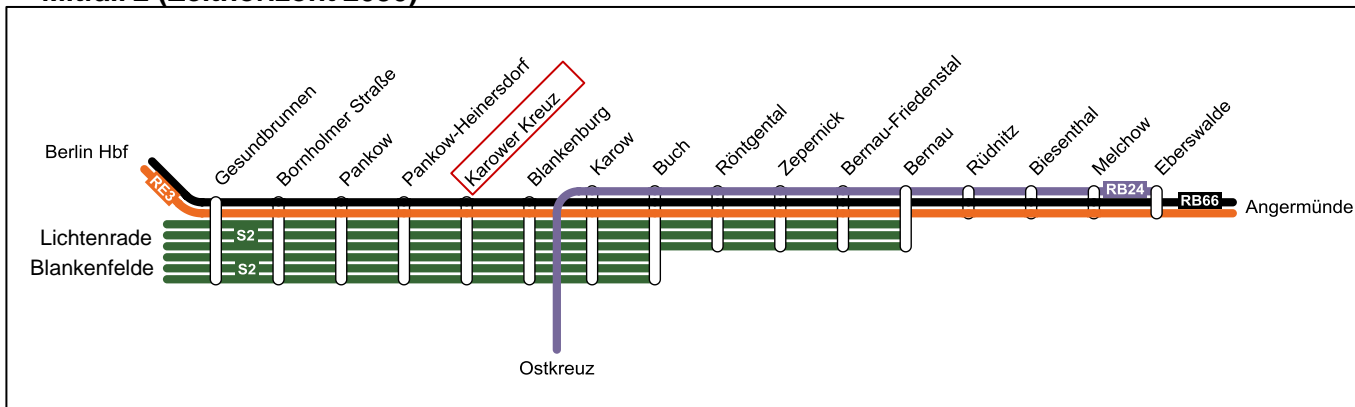 Berlin Hbf
RE3
Gesundbrunnen
Bornholmer Straße
Pankow
Pankow-Heinersdorf
Karower Kreuz
Blankenburg
Karow
Buch
Röntgental
Zepernick
Bernau-Friedenstal
Bernau
Rüdnitz
Biesenthal
Melchow
Eberswalde
RB24
RB66
Angermünde
Lichtenrade
S2
Blankenfelde
S2
Ostkreuz